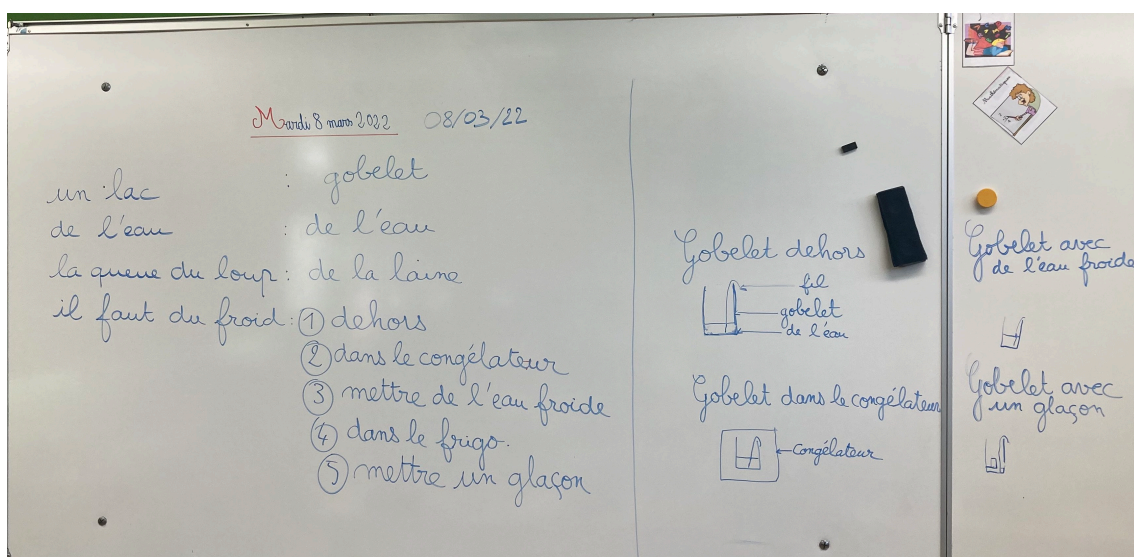 Mardi 8 mars 2022 08/03/22
un lac : gobelet
de l'eau : de l'eau
la queue du loup : de la laine
il faut du froid : ① dehors
② dans le congélateur
③ mettre de l'eau froide
④ dans le frigo.
⑤ mettre un glaçon
Gobelet dehors
fil
gobelet
de l'eau
Gobelet dans le congélateur
congélateur
Gobelet avec
de l'eau froide
Gobelet avec
un glaçon